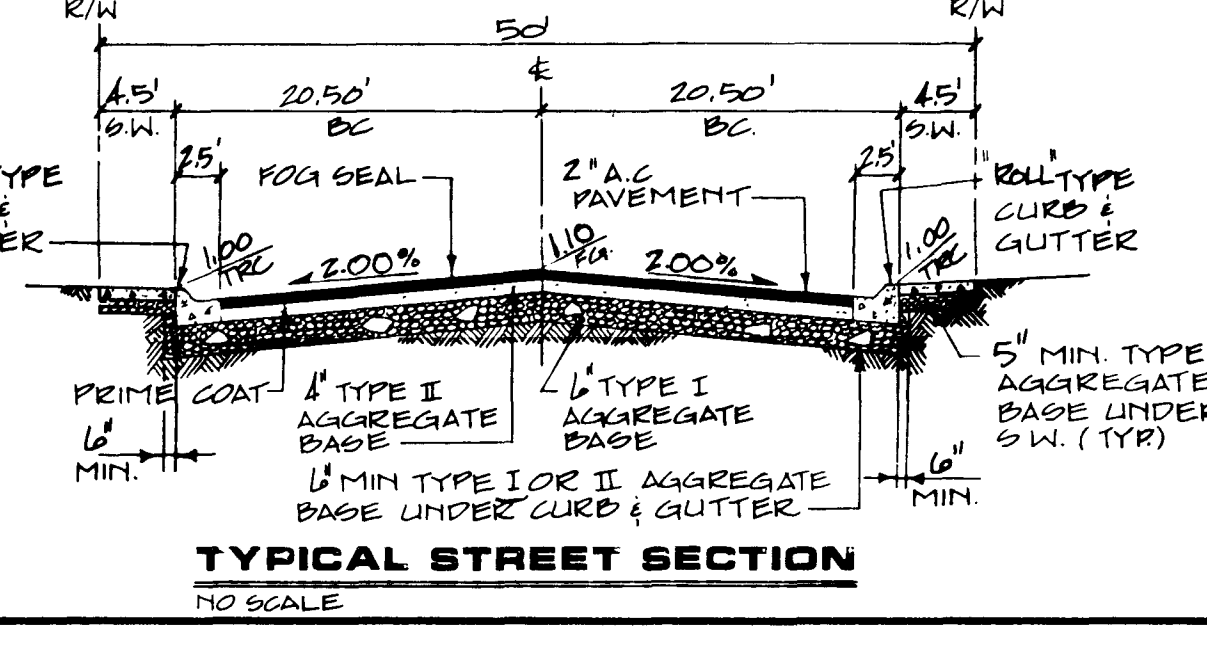 R/W
R/W
50'
℄
4.5'
20.50'
20.50'
4.5'
S.W.
BC
BC.
S.W.
2.5'
2.5'
FOG SEAL
2" A.C
PAVEMENT
"ROLL" TYPE
CURB &
GUTTER
TYPE
&
ER
1.00
TRC
2.00%
1.10
F.G.
2.00%
1.00
TRC
PRIME COAT
4" TYPE II
AGGREGATE
BASE
6" TYPE I
AGGREGATE
BASE
5" MIN. TYPE
AGGREGATE
BASE UNDER
S.W. (TYP.)
6"
MIN.
6"
MIN.
6" MIN TYPE I OR II AGGREGATE
BASE UNDER CURB & GUTTER
TYPICAL STREET SECTION
NO SCALE